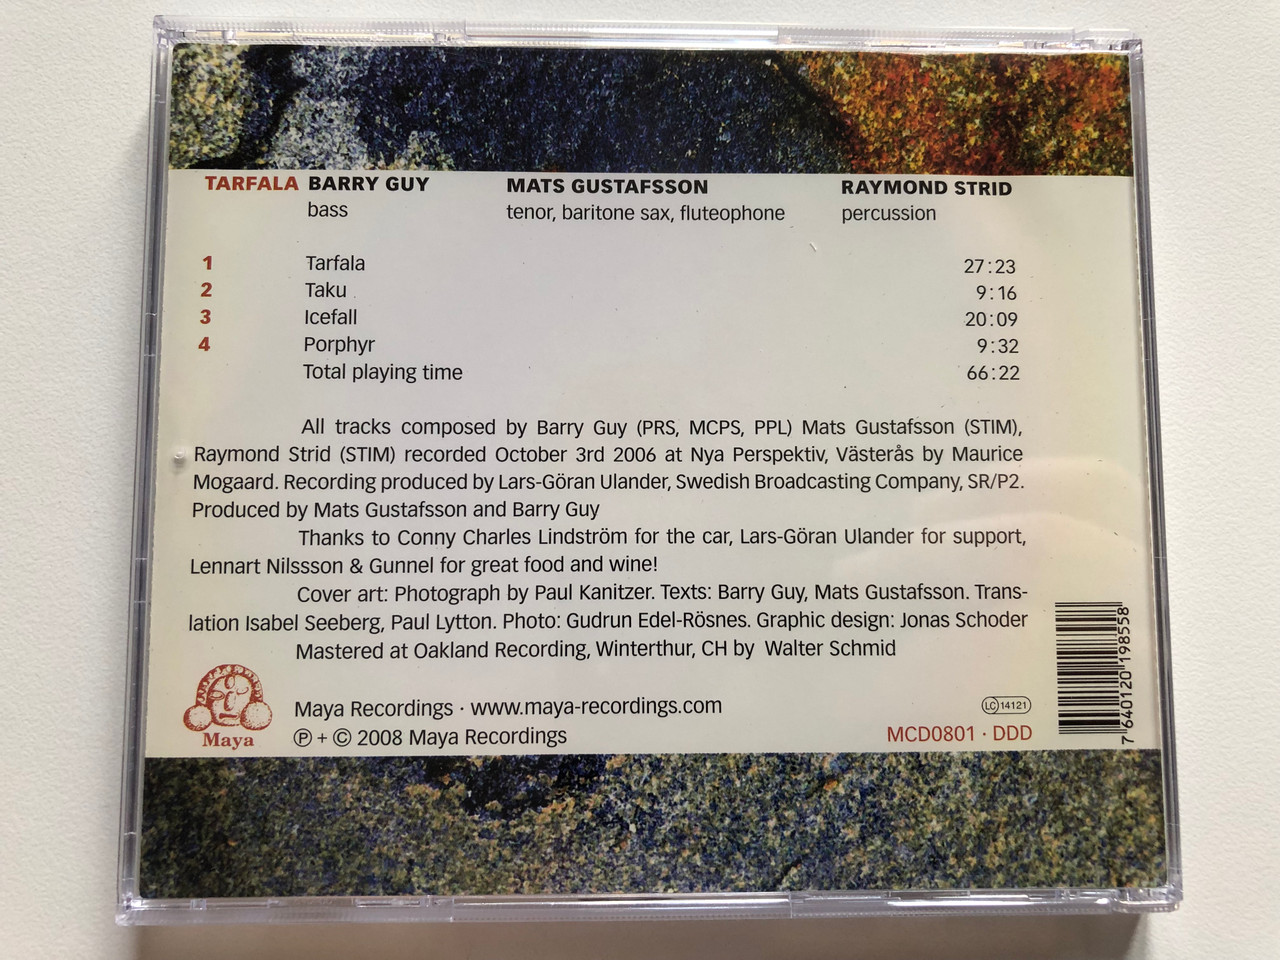 TARFALA BARRY GUY MATS GUSTAFSSON RAYMOND STRID
bass tenor, baritone sax, fluteophone percussion
1 Tarfala 27:23
2 Taku 9:16
3 Icefall 20:09
4 Porphyr 9:32
Total playing time 66:22
All tracks composed by Barry Guy (PRS, MCPS, PPL) Mats Gustafsson (STIM),
Raymond Strid (STIM) recorded October 3rd 2006 at Nya Perspektiv, Västerås by Maurice
Mogaard. Recording produced by Lars-Göran Ulander, Swedish Broadcasting Company, SR/P2.
Produced by Mats Gustafsson and Barry Guy
Thanks to Conny Charles Lindström for the car, Lars-Göran Ulander for support,
Lennart Nilssson & Gunnel for great food and wine!
Cover art: Photograph by Paul Kanitzer. Texts: Barry Guy, Mats Gustafsson. Trans-
lation Isabel Seeberg, Paul Lytton. Photo: Gudrun Edel-Rösnes. Graphic design: Jonas Schoder
Mastered at Oakland Recording, Winterthur, CH by Walter Schmid
Maya
Maya Recordings · www.maya-recordings.com
℗ + © 2008 Maya Recordings
LC 14121
MCD0801 · DDD
7 640120 198558